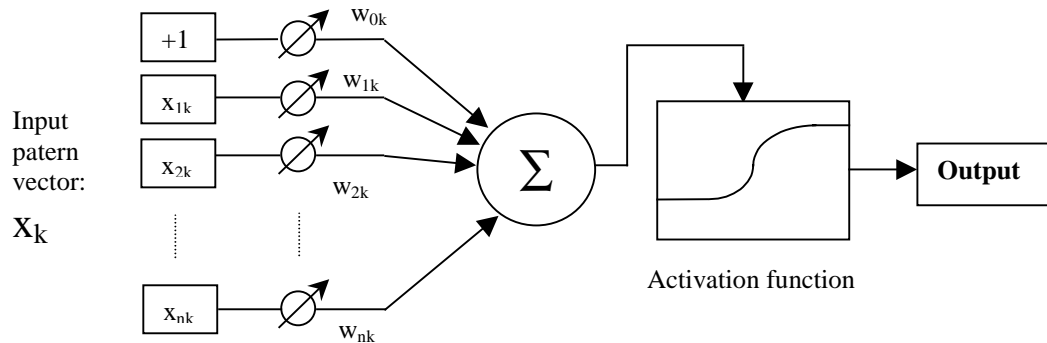 Input
patern
vector:
xₖ
+1
x₁ₖ
x₂ₖ
xₙₖ
w₀ₖ
w₁ₖ
w₂ₖ
wₙₖ
Σ
Activation function
Output